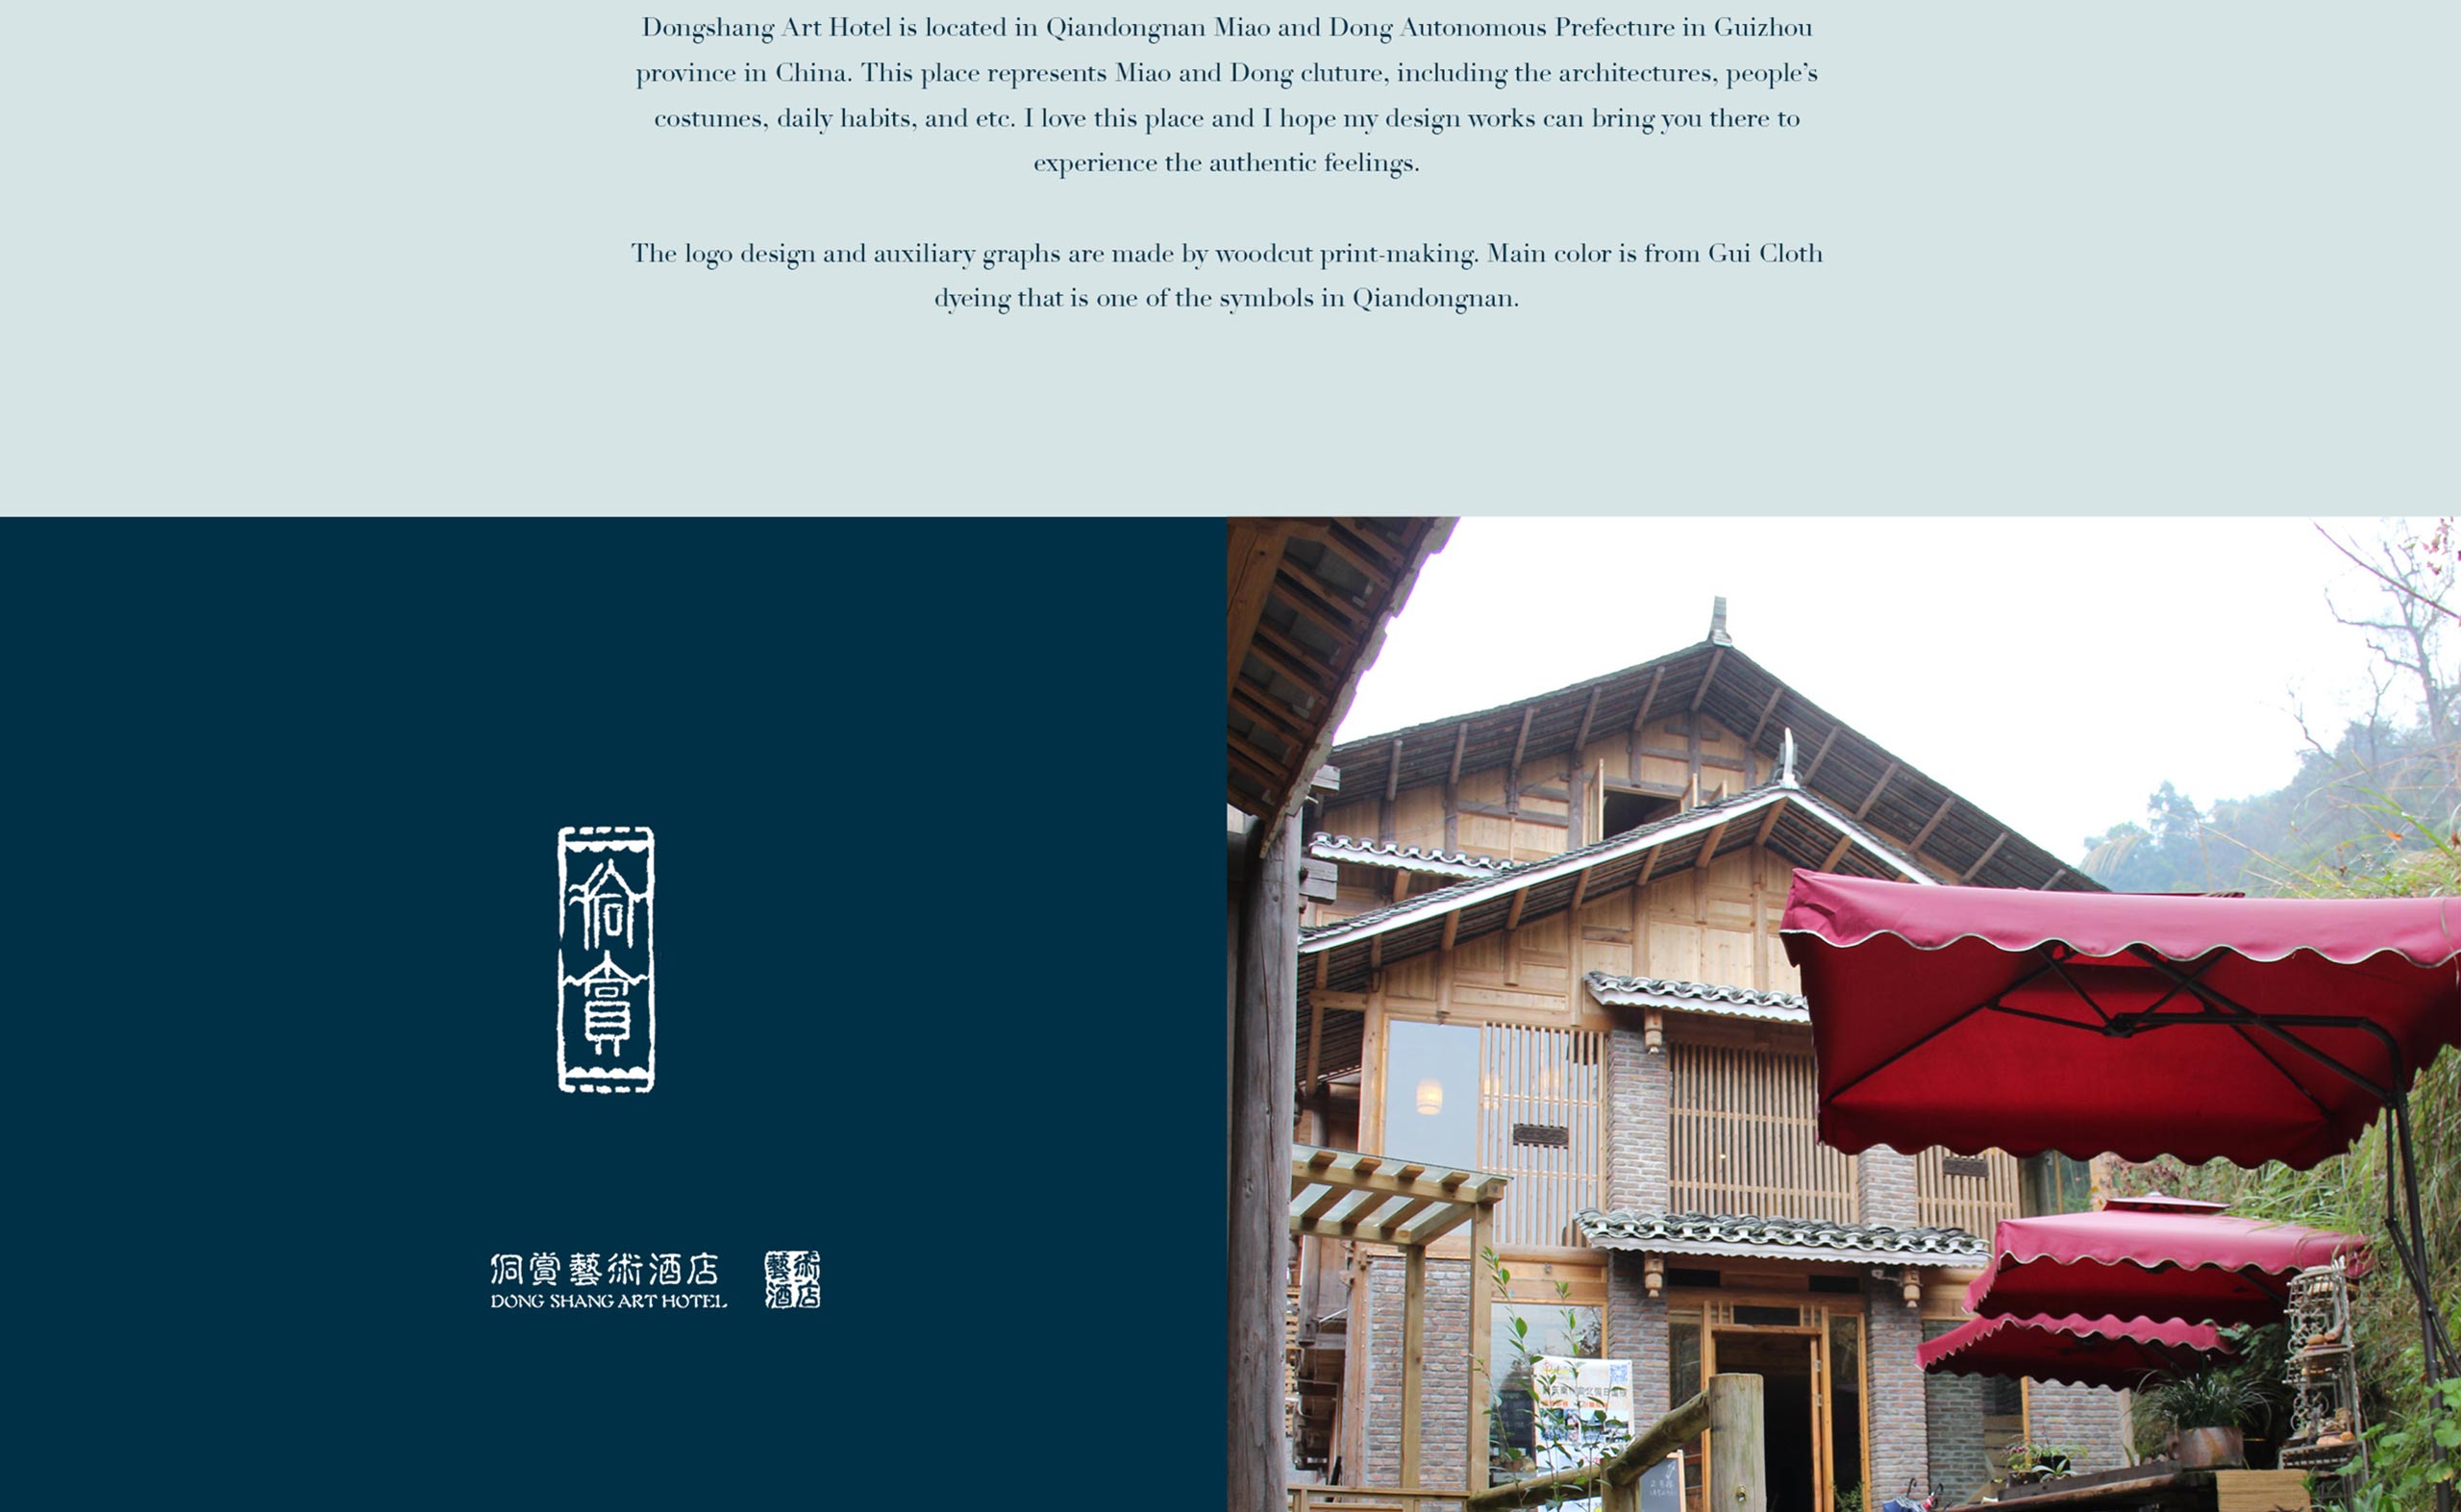 Dongshang Art Hotel is located in Qiandongnan Miao and Dong Autonomous Prefecture in Guizhou
province in China. This place represents Miao and Dong cluture, including the architectures, people’s
costumes, daily habits, and etc. I love this place and I hope my design works can bring you there to
experience the authentic feelings.
The logo design and auxiliary graphs are made by woodcut print-making. Main color is from Gui Cloth
dyeing that is one of the symbols in Qiandongnan.
賞
洞賞藝術酒店
DONG SHANG ART HOTEL
藝術
酒店